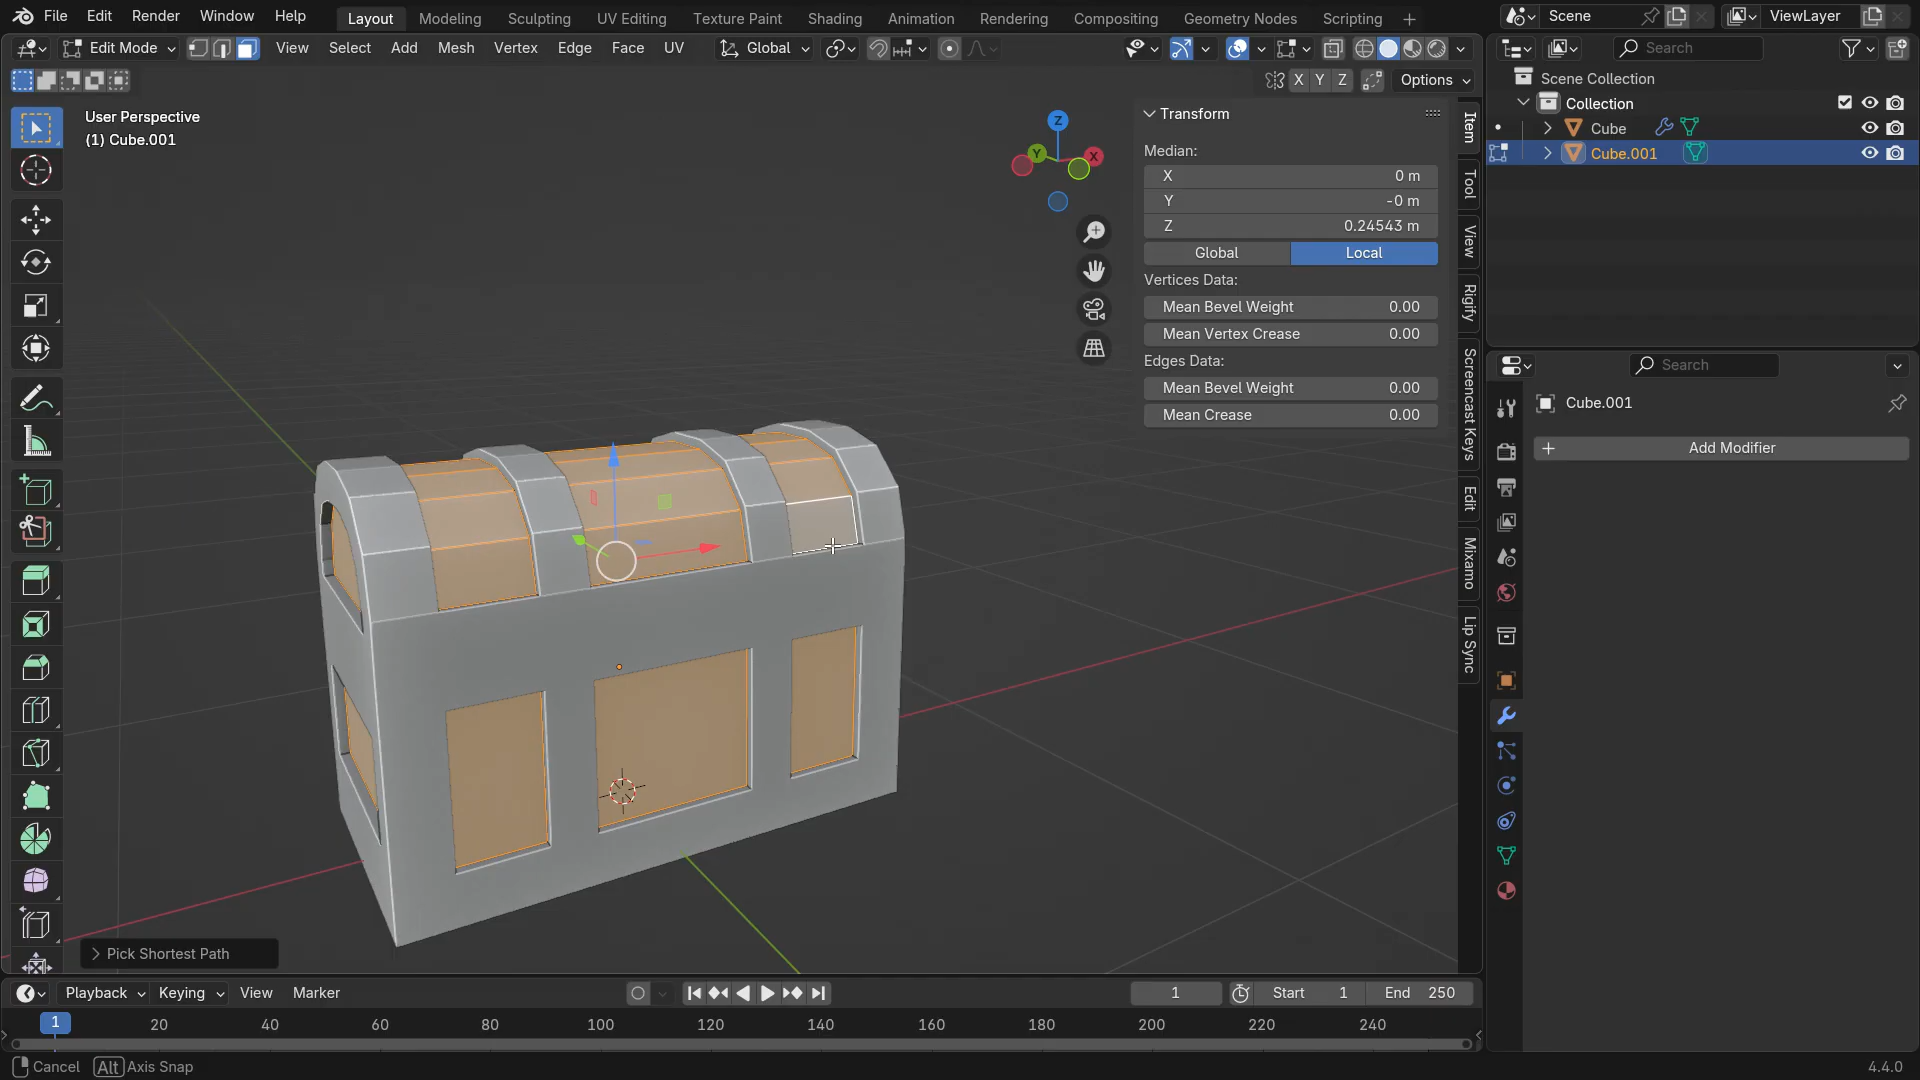 File Edit Render Window Help Layout Modeling Sculpting UV Editing Texture Paint Shading Animation Rendering Compositing Geometry Nodes Scripting + Scene ViewLayer
Edit Mode View Select Add Mesh Vertex Edge Face UV Global Search
X Y Z Options
User Perspective
(1) Cube.001
Z
Y
X
Transform
Median:
X 0 m
Y -0 m
Z 0.24543 m
Global Local
Vertices Data:
Mean Bevel Weight 0.00
Mean Vertex Crease 0.00
Edges Data:
Mean Bevel Weight 0.00
Mean Crease 0.00
Item
Tool
View
Rigify
Screencast Keys
Edit
Mixamo
Lip Sync
Scene Collection
Collection
Cube
Cube.001
Search
Cube.001
+ Add Modifier
Pick Shortest Path
Playback Keying View Marker 1 Start 1 End 250
1 20 40 60 80 100 120 140 160 180 200 220 240
Cancel Alt Axis Snap 4.4.0